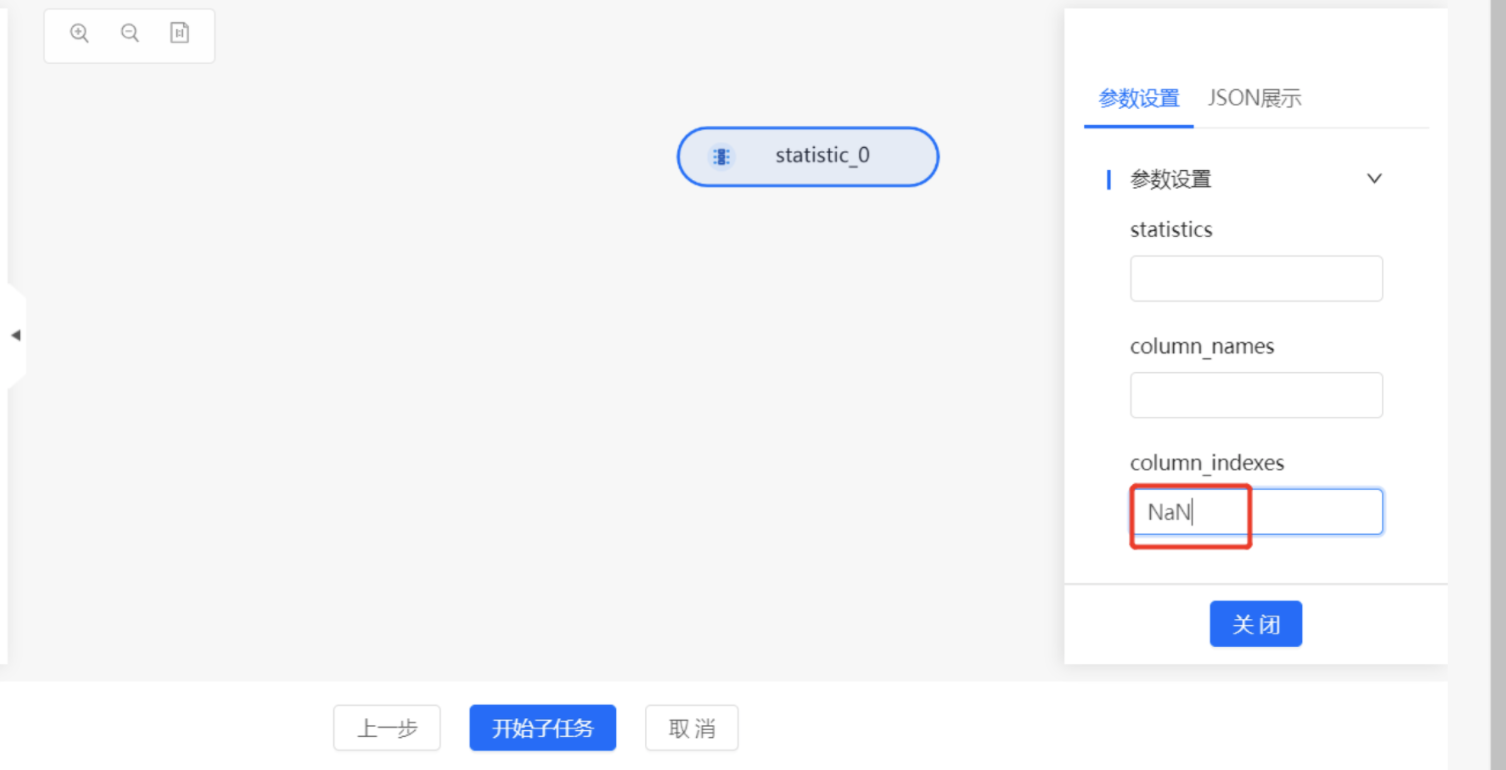 statistic_0
参数设置 JSON展示
参数设置
statistics
column_names
column_indexes
NaN
关闭
上一步 开始子任务 取消